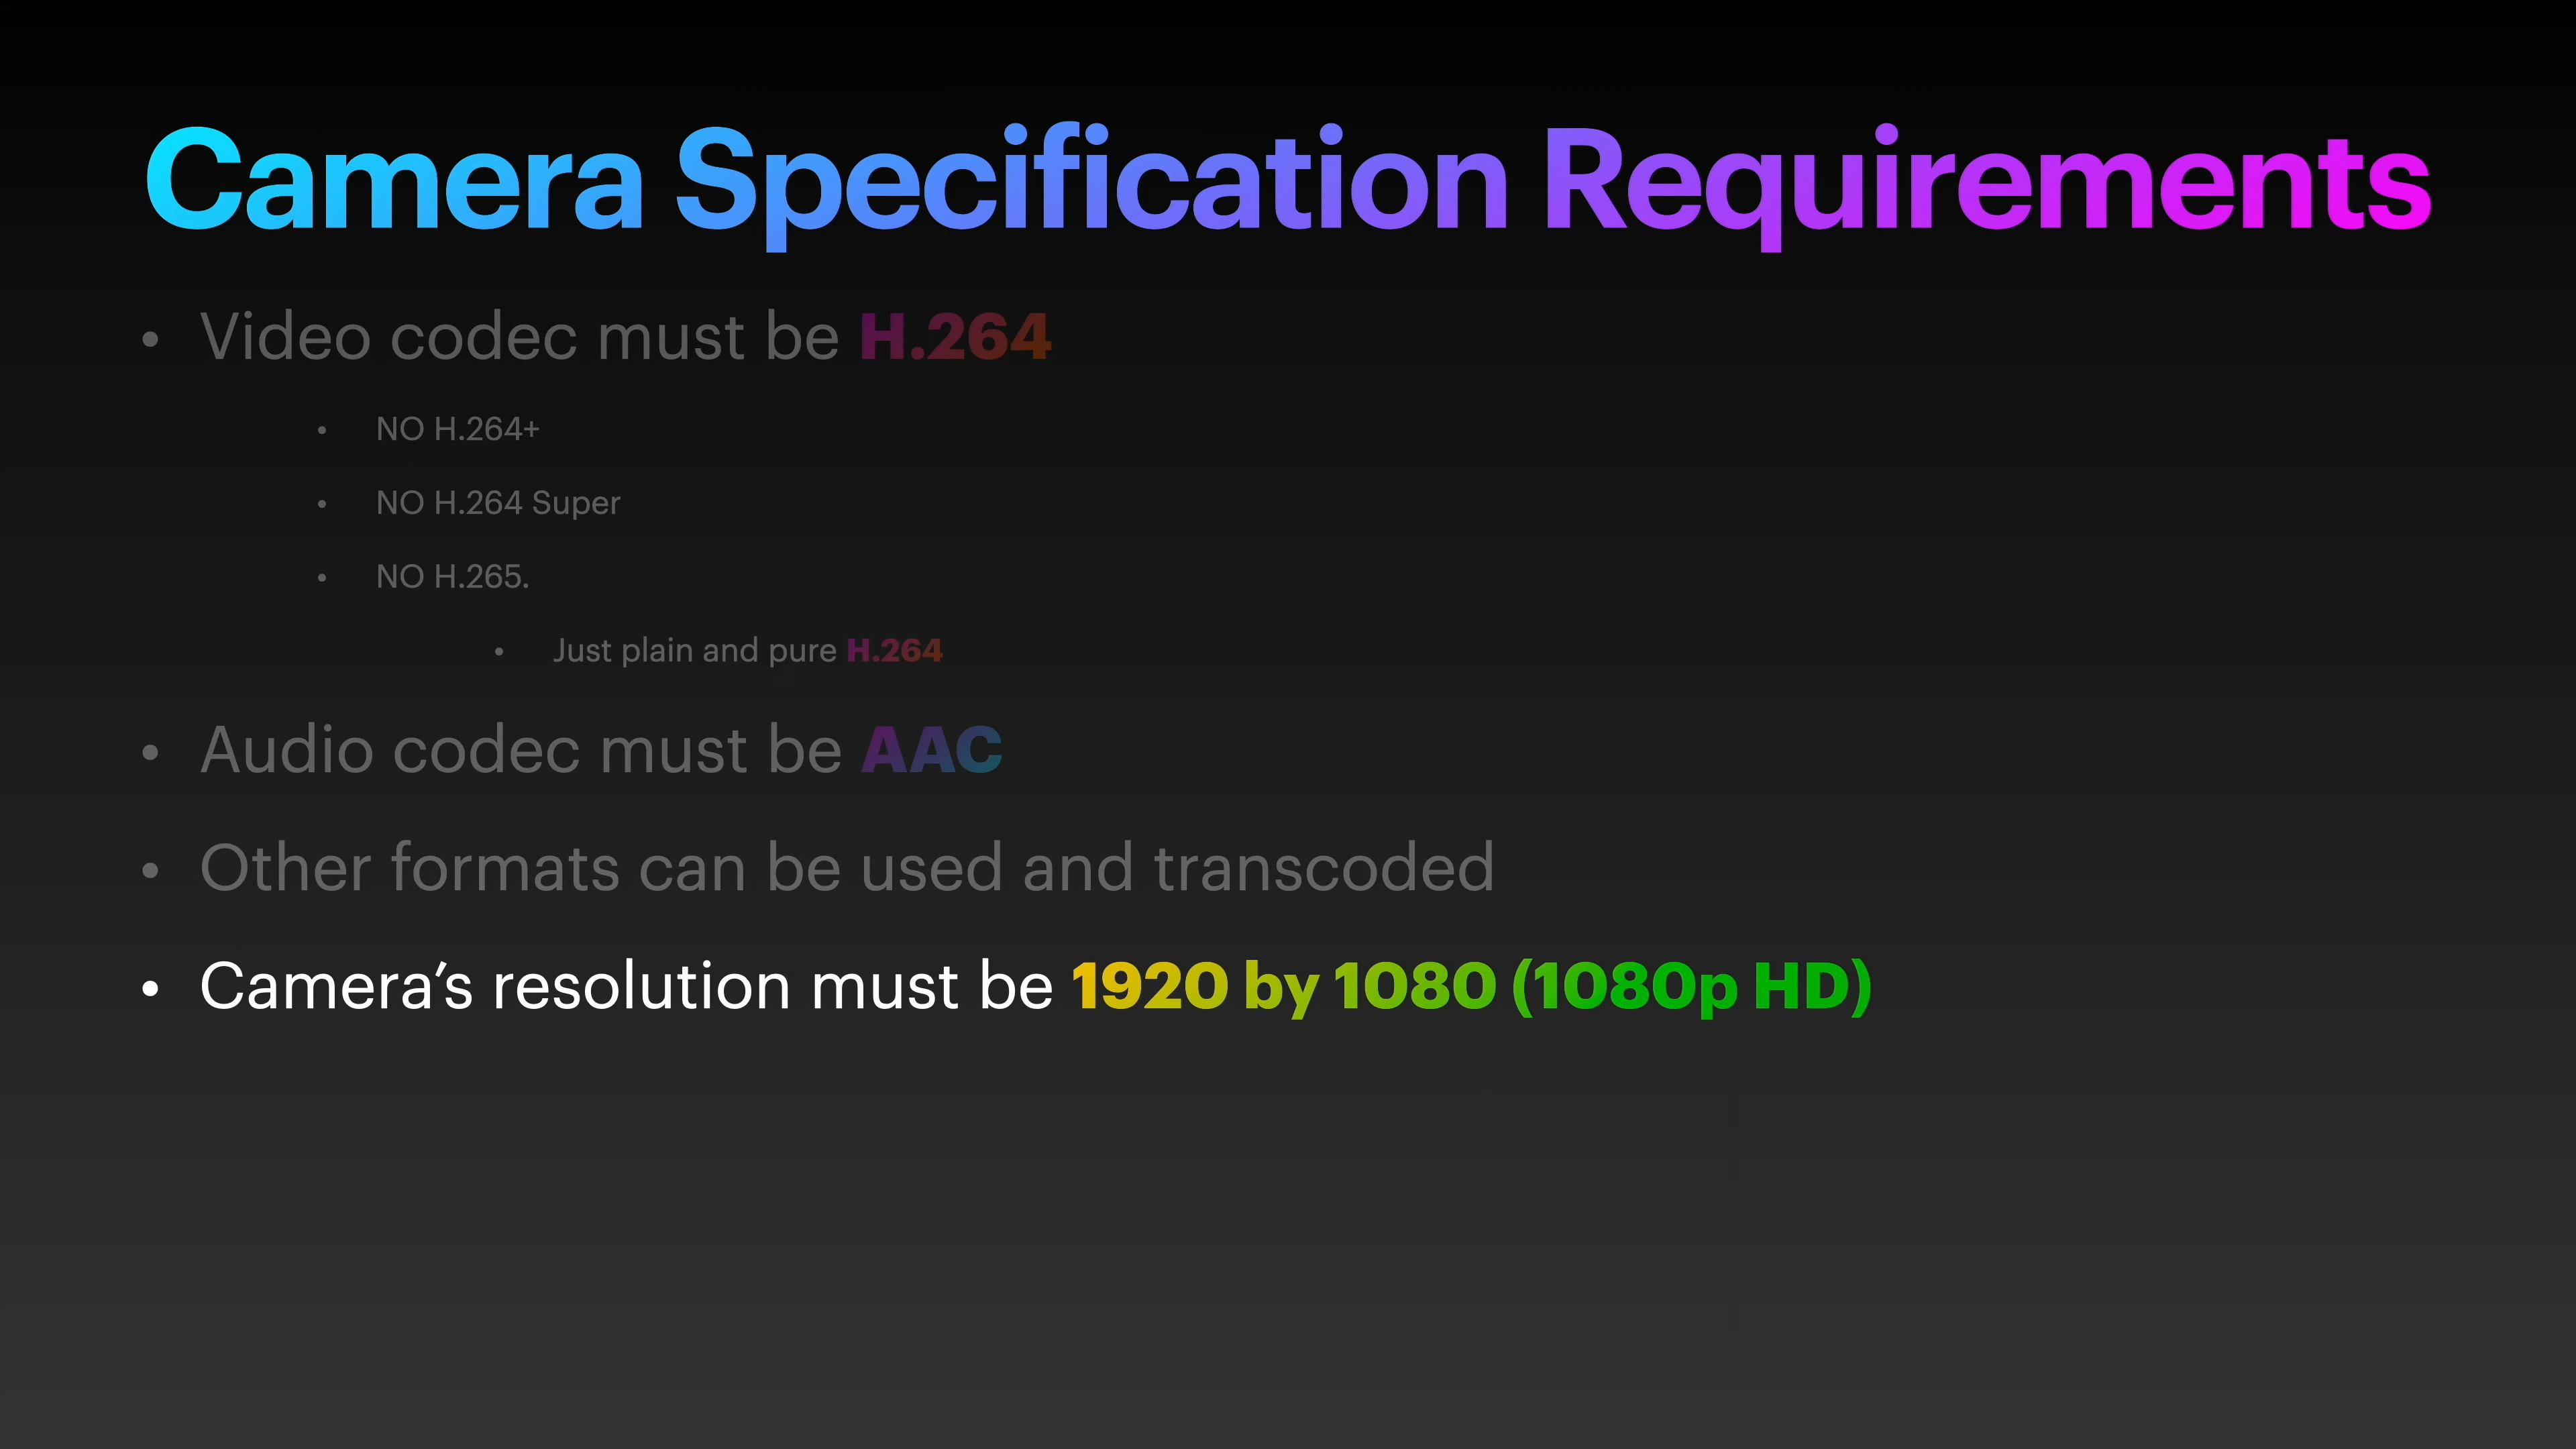 Camera Specification Requirements
• Video codec must be H.264
• NO H.264+
• NO H.264 Super
• NO H.265.
• Just plain and pure H.264
• Audio codec must be AAC
• Other formats can be used and transcoded
• Camera’s resolution must be 1920 by 1080 (1080p HD)